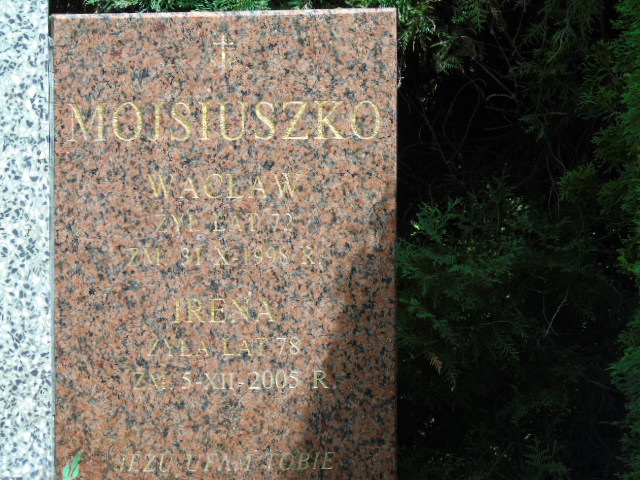 MOJSIUSZKO
WACŁAW
ŻYŁ LAT 72
ZM. 31-X-1998 R.
IRENA
ŻYŁA LAT 78
ZM. 5-XII-2005 R.
JEZU UFAM TOBIE